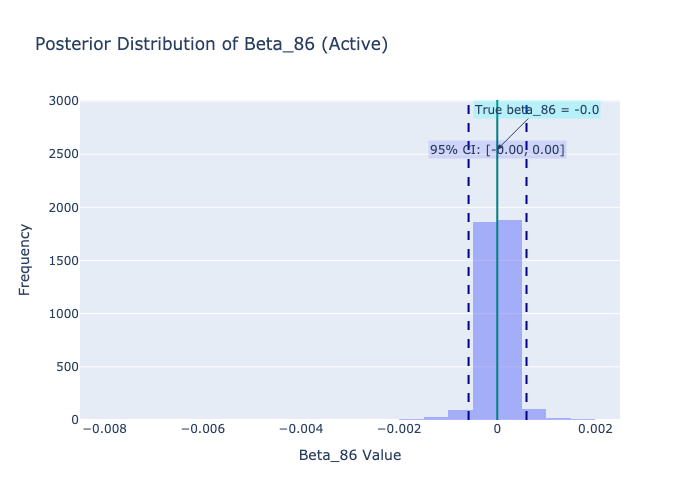 Posterior Distribution of Beta_86 (Active)
3000
True beta_86 = -0.0
2500
95% CI: [-0.00, 0.00]
2000
Frequency
1500
1000
500
0
−0.008
−0.006
−0.004
−0.002
0
0.002
Beta_86 Value